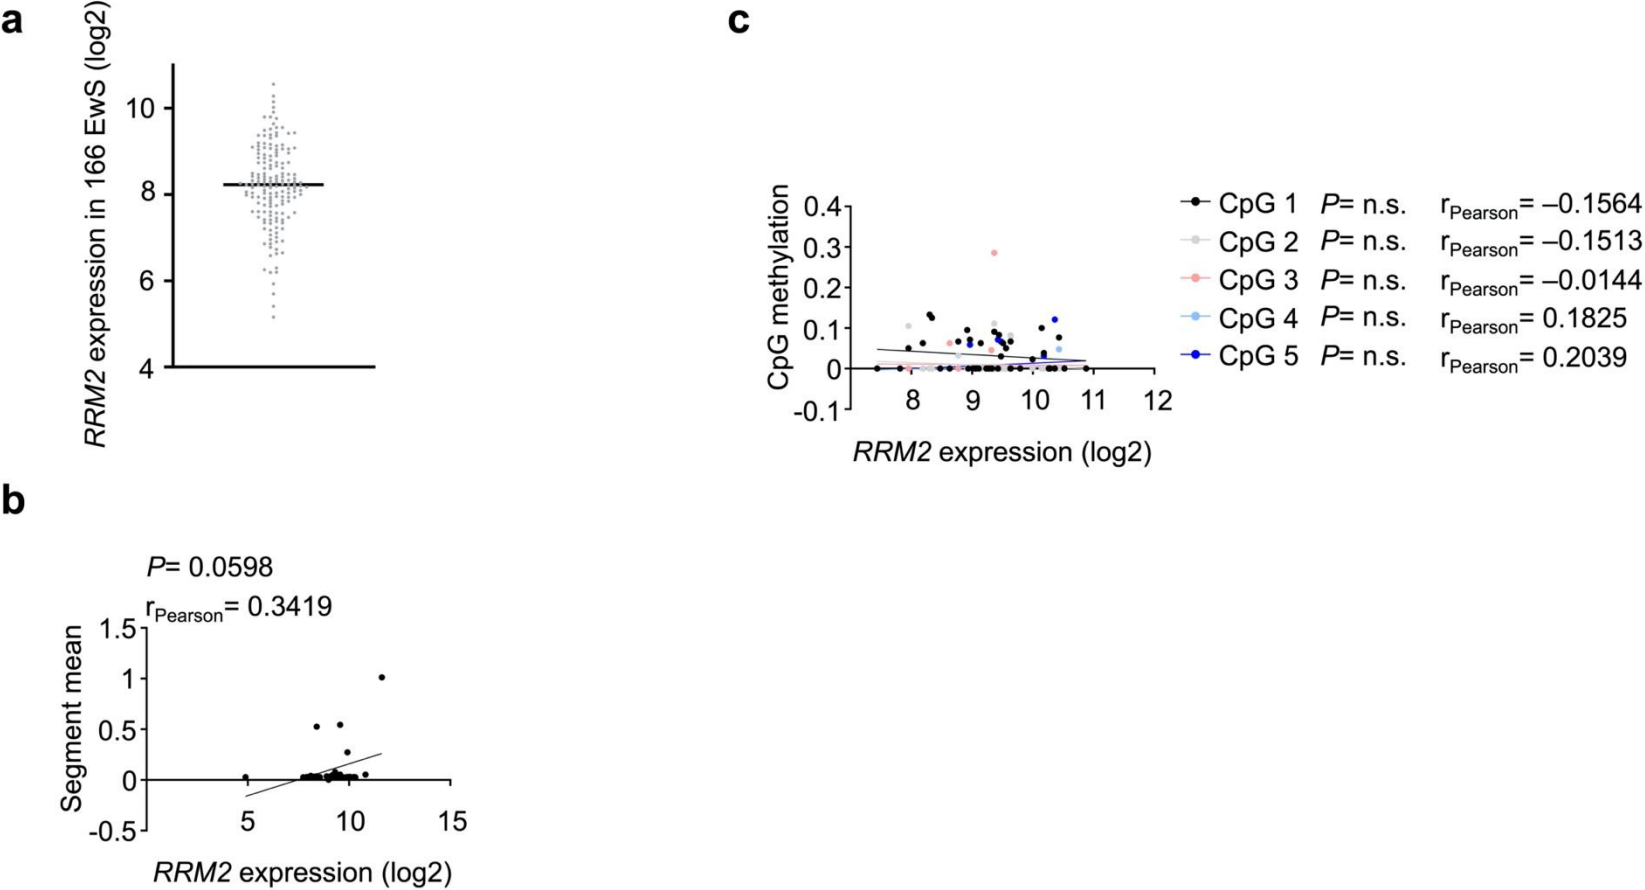 a
RRM2 expression in 166 EwS (log2)
10
8
6
4
b
P= 0.0598
rPearson= 0.3419
Segment mean
1.5
1
0.5
0
-0.5
5 10 15
RRM2 expression (log2)
c
CpG methylation
0.4
0.3
0.2
0.1
0
-0.1
8 9 10 11 12
RRM2 expression (log2)
CpG 1 P= n.s. rPearson= –0.1564
CpG 2 P= n.s. rPearson= –0.1513
CpG 3 P= n.s. rPearson= –0.0144
CpG 4 P= n.s. rPearson= 0.1825
CpG 5 P= n.s. rPearson= 0.2039